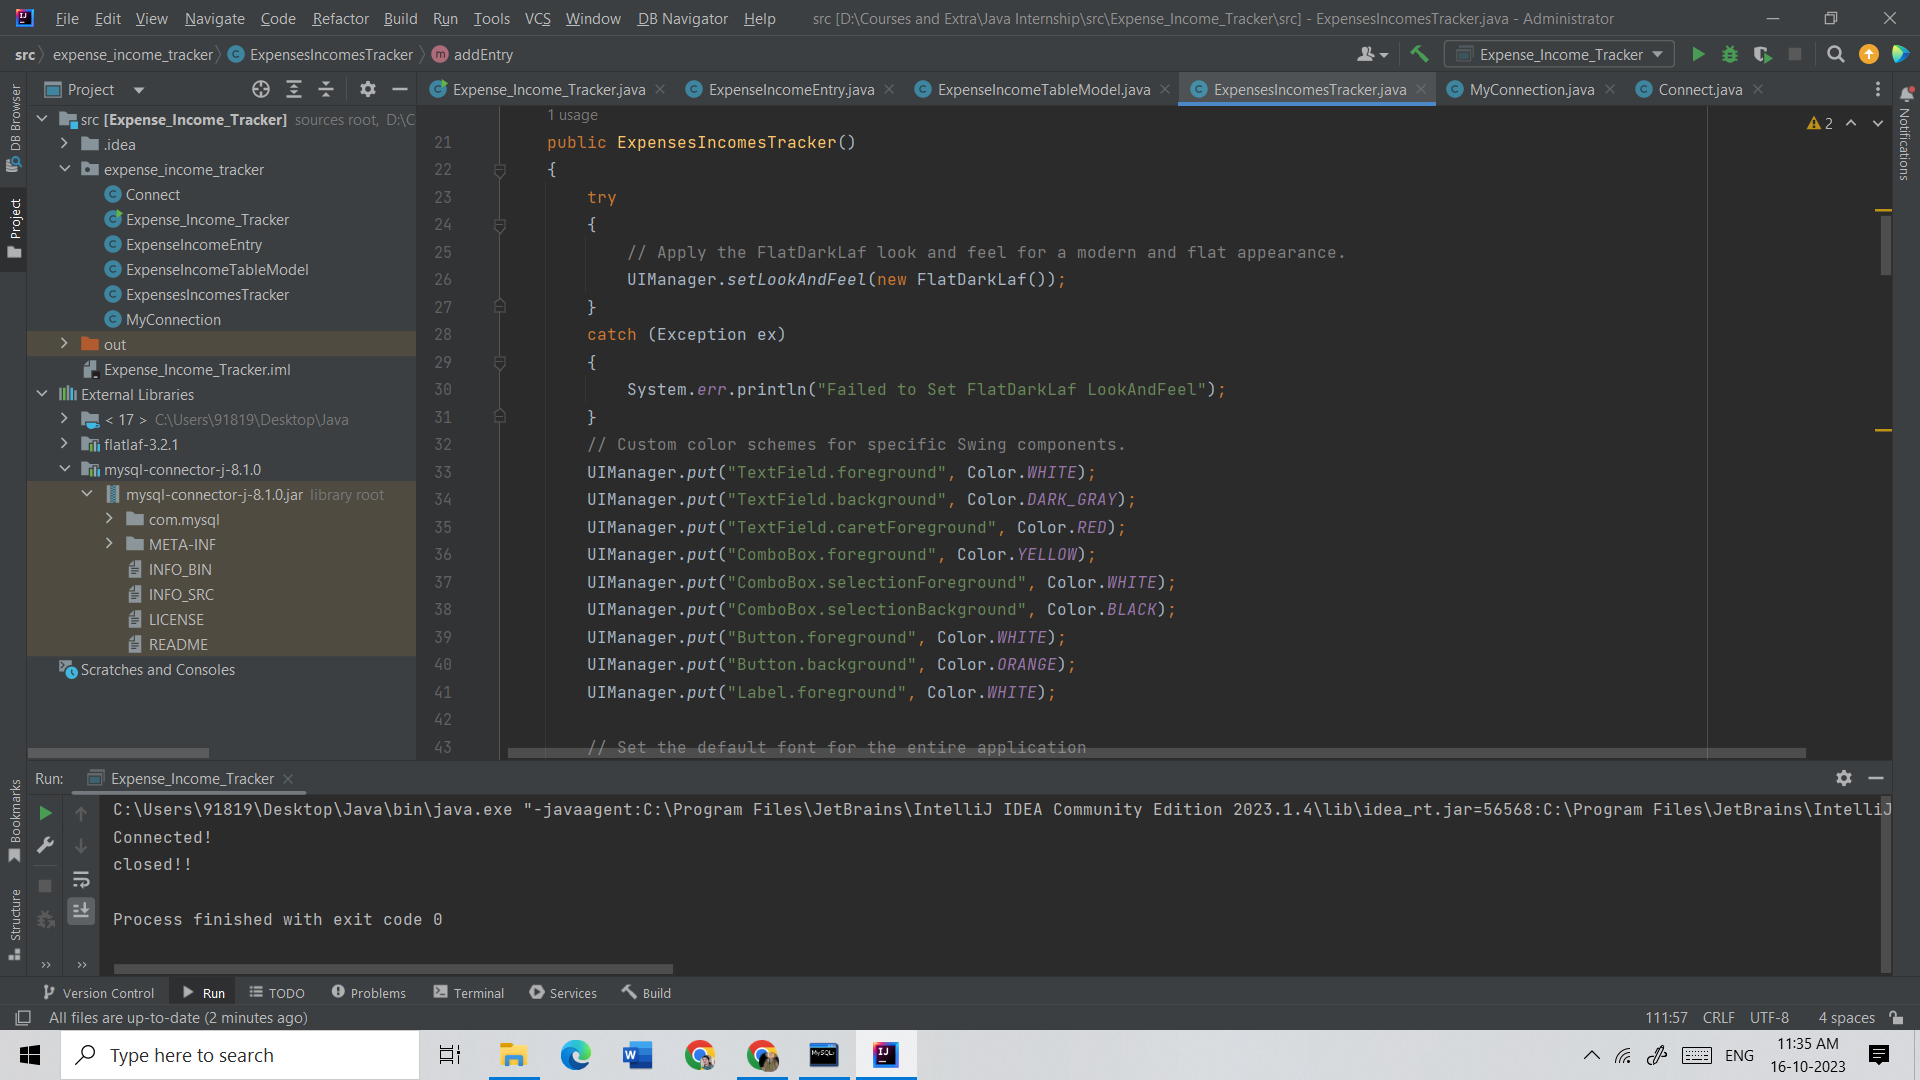 File Edit View Navigate Code Refactor Build Run Tools VCS Window DB Navigator Help src [D:\Courses and Extra\Java Internship\src\Expense_Income_Tracker\src] - ExpensesIncomesTracker.java - Administrator
src expense_income_tracker ExpensesIncomesTracker addEntry Expense_Income_Tracker
Project Expense_Income_Tracker.java ExpenseIncomeEntry.java ExpenseIncomeTableModel.java ExpensesIncomesTracker.java MyConnection.java Connect.java
DB Browser
Project
Bookmarks
Structure
Notifications
src [Expense_Income_Tracker] sources root, D:\C
.idea
expense_income_tracker
Connect
Expense_Income_Tracker
ExpenseIncomeEntry
ExpenseIncomeTableModel
ExpensesIncomesTracker
MyConnection
out
Expense_Income_Tracker.iml
External Libraries
< 17 > C:\Users\91819\Desktop\Java
flatlaf-3.2.1
mysql-connector-j-8.1.0
mysql-connector-j-8.1.0.jar library root
com.mysql
META-INF
INFO_BIN
INFO_SRC
LICENSE
README
Scratches and Consoles
1 usage
2
21 public ExpensesIncomesTracker()
22 {
23 try
24 {
25 // Apply the FlatDarkLaf look and feel for a modern and flat appearance.
26 UIManager.setLookAndFeel(new FlatDarkLaf());
27 }
28 catch (Exception ex)
29 {
30 System.err.println("Failed to Set FlatDarkLaf LookAndFeel");
31 }
32 // Custom color schemes for specific Swing components.
33 UIManager.put("TextField.foreground", Color.WHITE);
34 UIManager.put("TextField.background", Color.DARK_GRAY);
35 UIManager.put("TextField.caretForeground", Color.RED);
36 UIManager.put("ComboBox.foreground", Color.YELLOW);
37 UIManager.put("ComboBox.selectionForeground", Color.WHITE);
38 UIManager.put("ComboBox.selectionBackground", Color.BLACK);
39 UIManager.put("Button.foreground", Color.WHITE);
40 UIManager.put("Button.background", Color.ORANGE);
41 UIManager.put("Label.foreground", Color.WHITE);
42
43 // Set the default font for the entire application
Run: Expense_Income_Tracker
C:\Users\91819\Desktop\Java\bin\java.exe "-javaagent:C:\Program Files\JetBrains\IntelliJ IDEA Community Edition 2023.1.4\lib\idea_rt.jar=56568:C:\Program Files\JetBrains\IntelliJ
Connected!
closed!!
Process finished with exit code 0
Version Control Run TODO Problems Terminal Services Build
All files are up-to-date (2 minutes ago) 111:57 CRLF UTF-8 4 spaces
Type here to search ENG 11:35 AM
16-10-2023